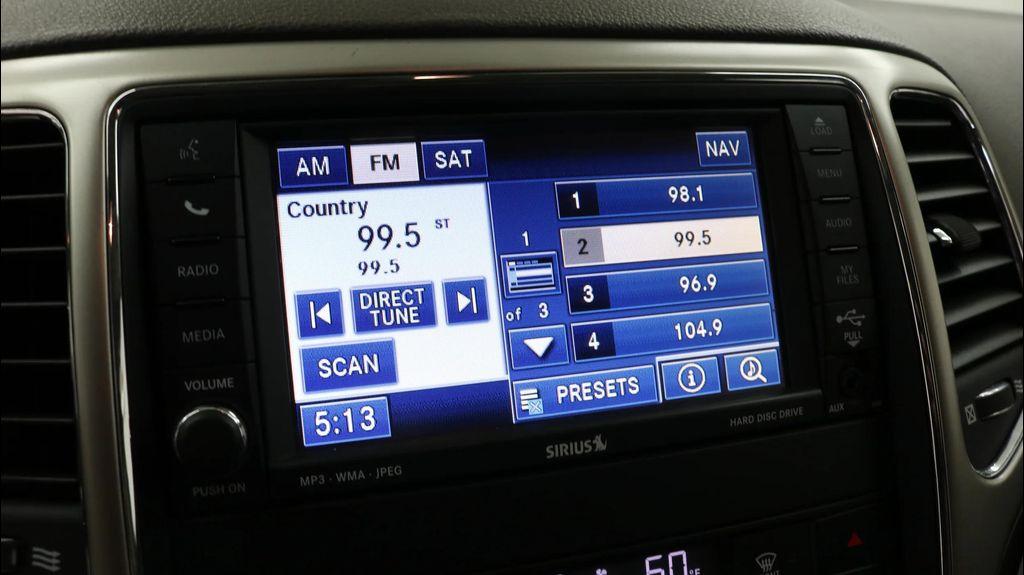 AM FM SAT NAV
Country
99.5 ST
99.5
DIRECT
TUNE
SCAN
5:13
1
of 3
1 98.1
2 99.5
3 96.9
4 104.9
PRESETS
i
RADIO
MEDIA
VOLUME
PUSH ON
LOAD
MENU
AUDIO
MY
FILES
PULL
AUX
MP3 · WMA · JPEG
SIRIUS
HARD DISC DRIVE
60 °F